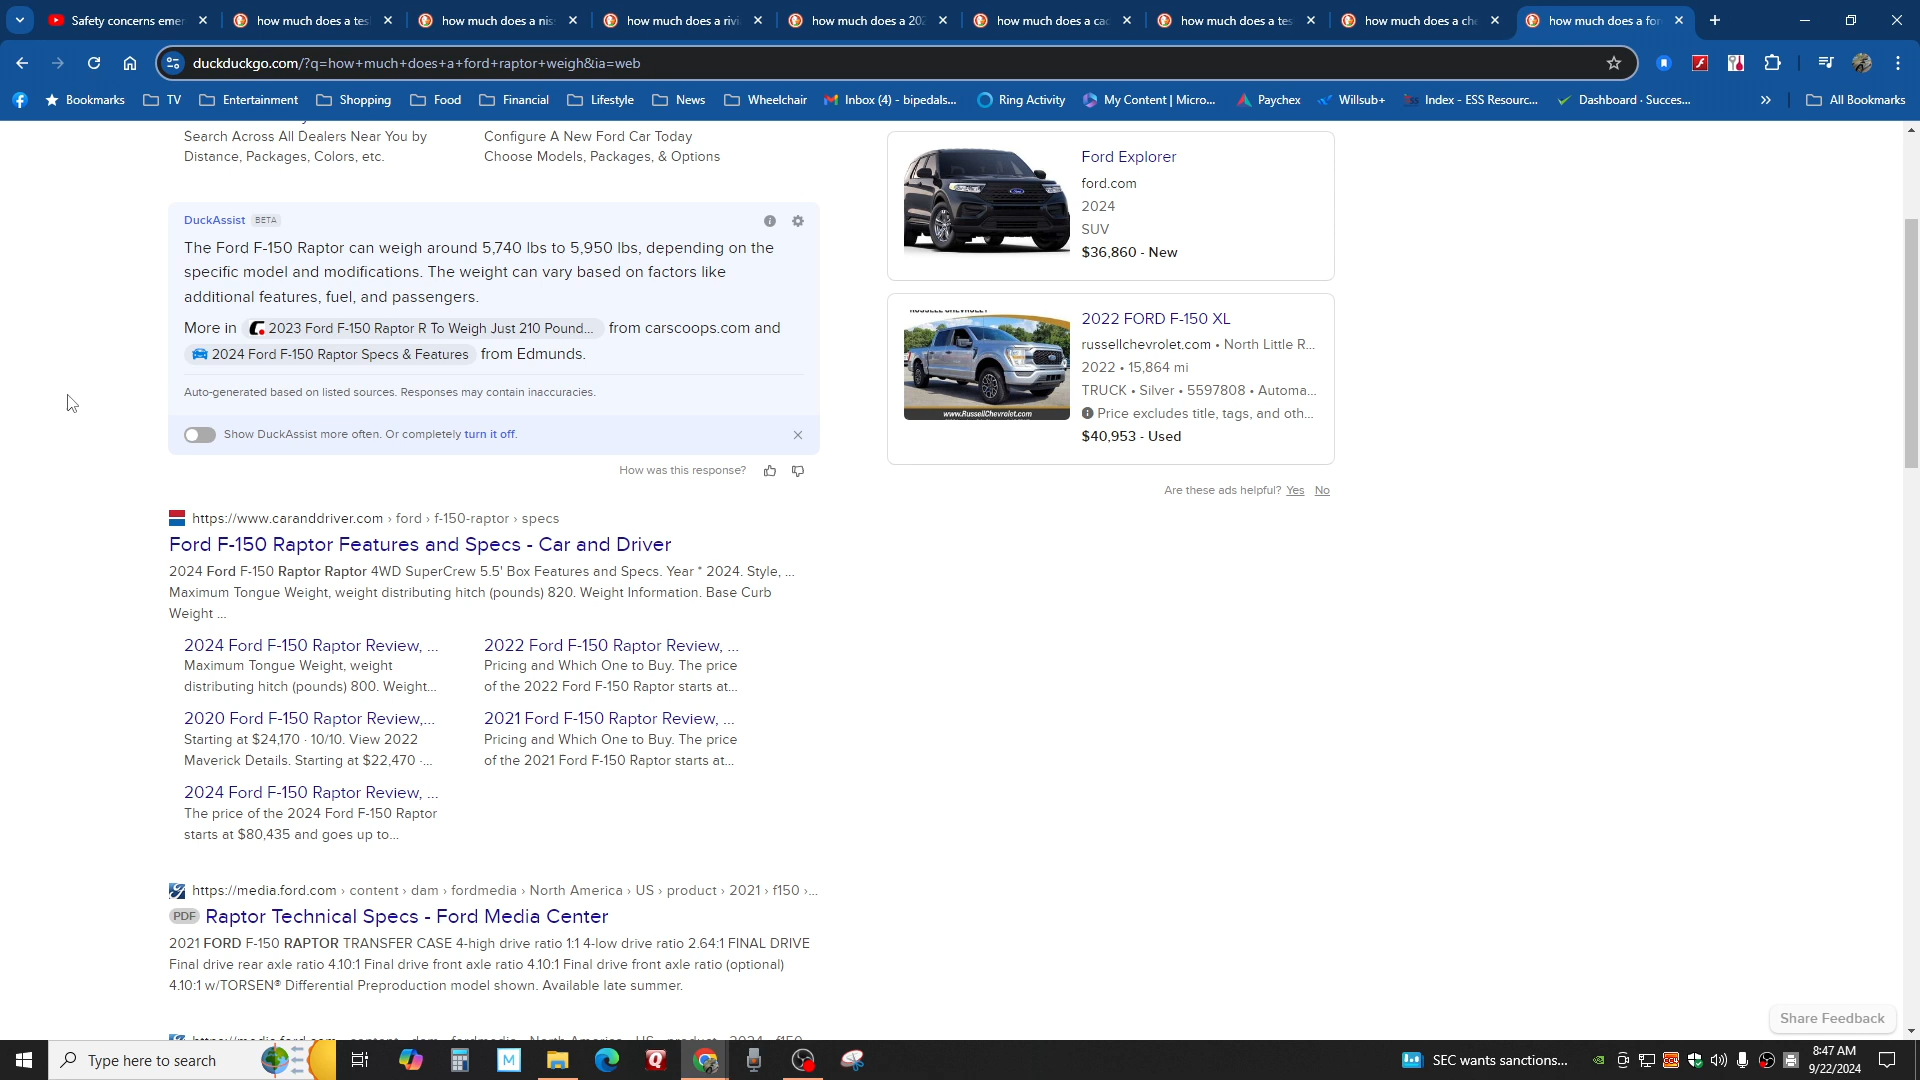 Safety concerns emer
how much does a tes
how much does a nis
how much does a rivi
how much does a 202
how much does a cac
how much does a tes
how much does a che
how much does a for
duckduckgo.com/?q=how+much+does+a+ford+raptor+weigh&ia=web
Bookmarks
TV
Entertainment
Shopping
Food
Financial
Lifestyle
News
Wheelchair
Inbox (4) - bipedals...
Ring Activity
My Content | Micro...
Paychex
Willsub+
Index - ESS Resourc...
Dashboard · Succes...
»
All Bookmarks
Search Across All Dealers Near You by
Distance, Packages, Colors, etc.
Configure A New Ford Car Today
Choose Models, Packages, & Options
DuckAssist BETA
The Ford F-150 Raptor can weigh around 5,740 lbs to 5,950 lbs, depending on the
specific model and modifications. The weight can vary based on factors like
additional features, fuel, and passengers.
More in 2023 Ford F-150 Raptor R To Weigh Just 210 Pound... from carscoops.com and
2024 Ford F-150 Raptor Specs & Features from Edmunds.
Auto-generated based on listed sources. Responses may contain inaccuracies.
Show DuckAssist more often. Or completely turn it off.
How was this response?
https://www.caranddriver.com › ford › f-150-raptor › specs
Ford F-150 Raptor Features and Specs - Car and Driver
2024 Ford F-150 Raptor Raptor 4WD SuperCrew 5.5' Box Features and Specs. Year * 2024. Style, ...
Maximum Tongue Weight, weight distributing hitch (pounds) 820. Weight Information. Base Curb
Weight ...
2024 Ford F-150 Raptor Review, ...
Maximum Tongue Weight, weight
distributing hitch (pounds) 800. Weight...
2022 Ford F-150 Raptor Review, ...
Pricing and Which One to Buy. The price
of the 2022 Ford F-150 Raptor starts at...
2020 Ford F-150 Raptor Review,...
Starting at $24,170 · 10/10. View 2022
Maverick Details. Starting at $22,470 ·...
2021 Ford F-150 Raptor Review, ...
Pricing and Which One to Buy. The price
of the 2021 Ford F-150 Raptor starts at...
2024 Ford F-150 Raptor Review, ...
The price of the 2024 Ford F-150 Raptor
starts at $80,435 and goes up to...
https://media.ford.com › content › dam › fordmedia › North America › US › product › 2021 › f150 ›...
PDF Raptor Technical Specs - Ford Media Center
2021 FORD F-150 RAPTOR TRANSFER CASE 4-high drive ratio 1:1 4-low drive ratio 2.64:1 FINAL DRIVE
Final drive rear axle ratio 4.10:1 Final drive front axle ratio 4.10:1 Final drive front axle ratio (optional)
4.10:1 w/TORSEN® Differential Preproduction model shown. Available late summer.
Ford Explorer
ford.com
2024
SUV
$36,860 - New
www.RussellChevrolet.com
2022 FORD F-150 XL
russellchevrolet.com • North Little R...
2022 • 15,864 mi
TRUCK • Silver • 5597808 • Automa...
Price excludes title, tags, and oth...
$40,953 - Used
Are these ads helpful? Yes No
Share Feedback
Type here to search
SEC wants sanctions...
8:47 AM
9/22/2024